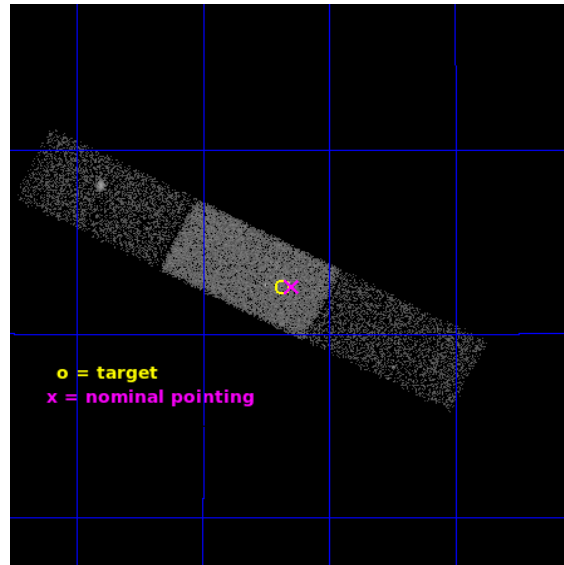 o = target
x = nominal pointing